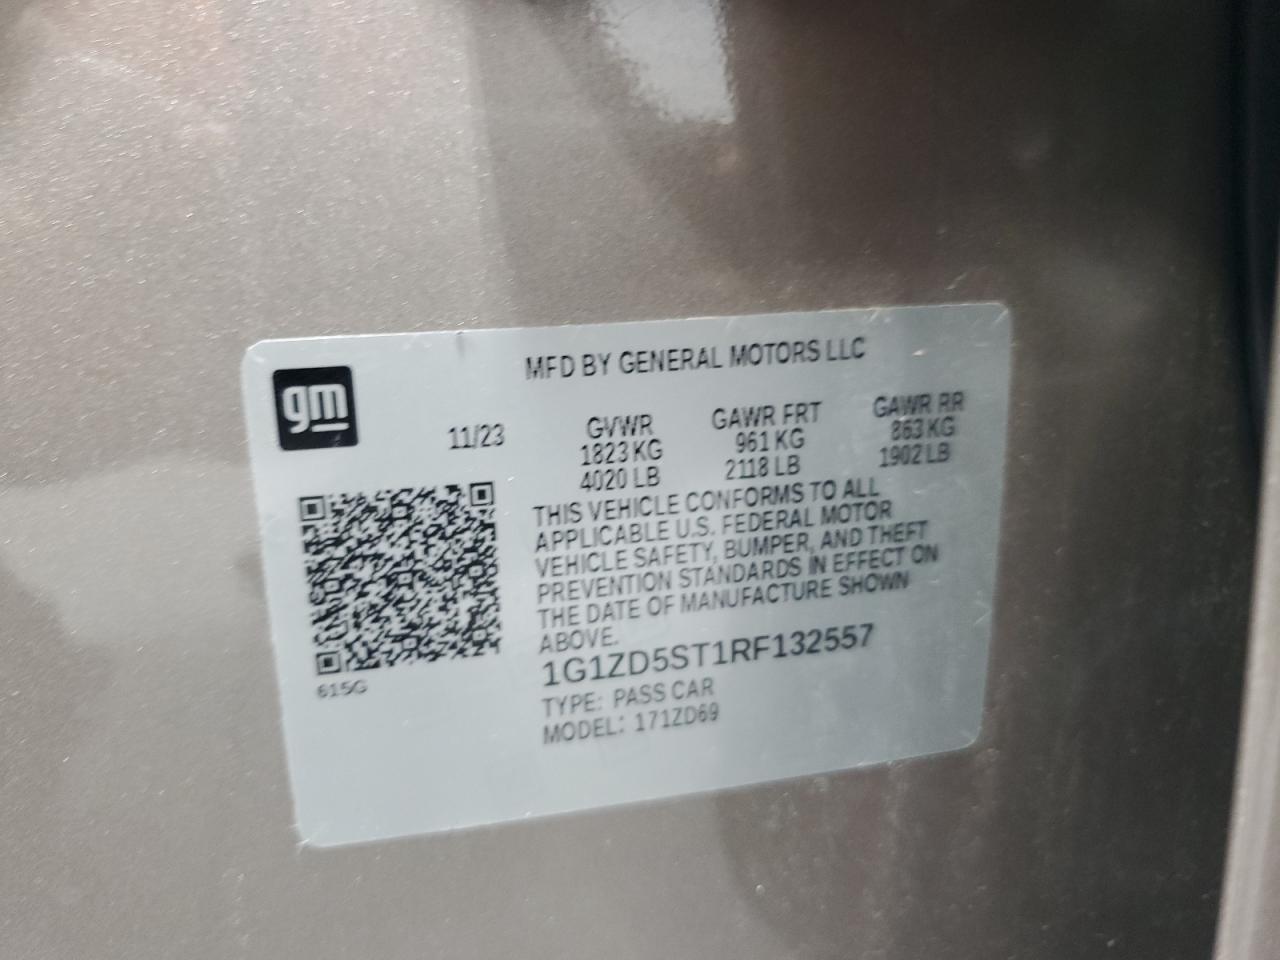 MFD BY GENERAL MOTORS LLC
gm
11/23
GVWR
1823 KG
4020 LB
GAWR FRT
961 KG
2118 LB
GAWR RR
863 KG
1902 LB
THIS VEHICLE CONFORMS TO ALL
APPLICABLE U.S. FEDERAL MOTOR
VEHICLE SAFETY, BUMPER, AND THEFT
PREVENTION STANDARDS IN EFFECT ON
THE DATE OF MANUFACTURE SHOWN
ABOVE.
1G1ZD5ST1RF132557
TYPE: PASS CAR
MODEL: 171ZD69
615G